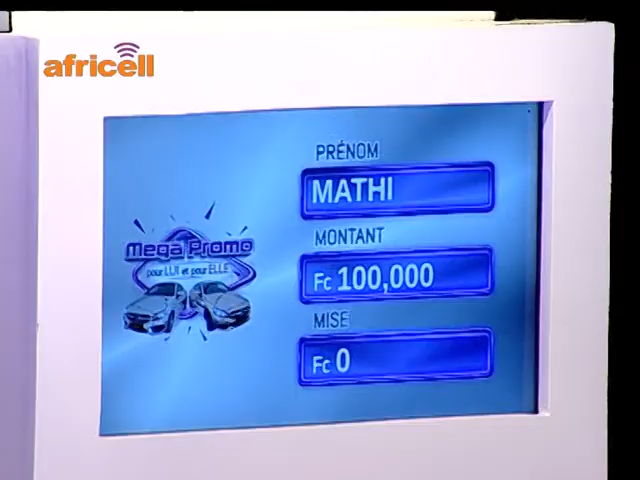 africell
PRÉNOM
MATHI
MONTANT
Fc 100,000
MISE
Fc 0
Mega Promo
pour LUI et pour ELLE